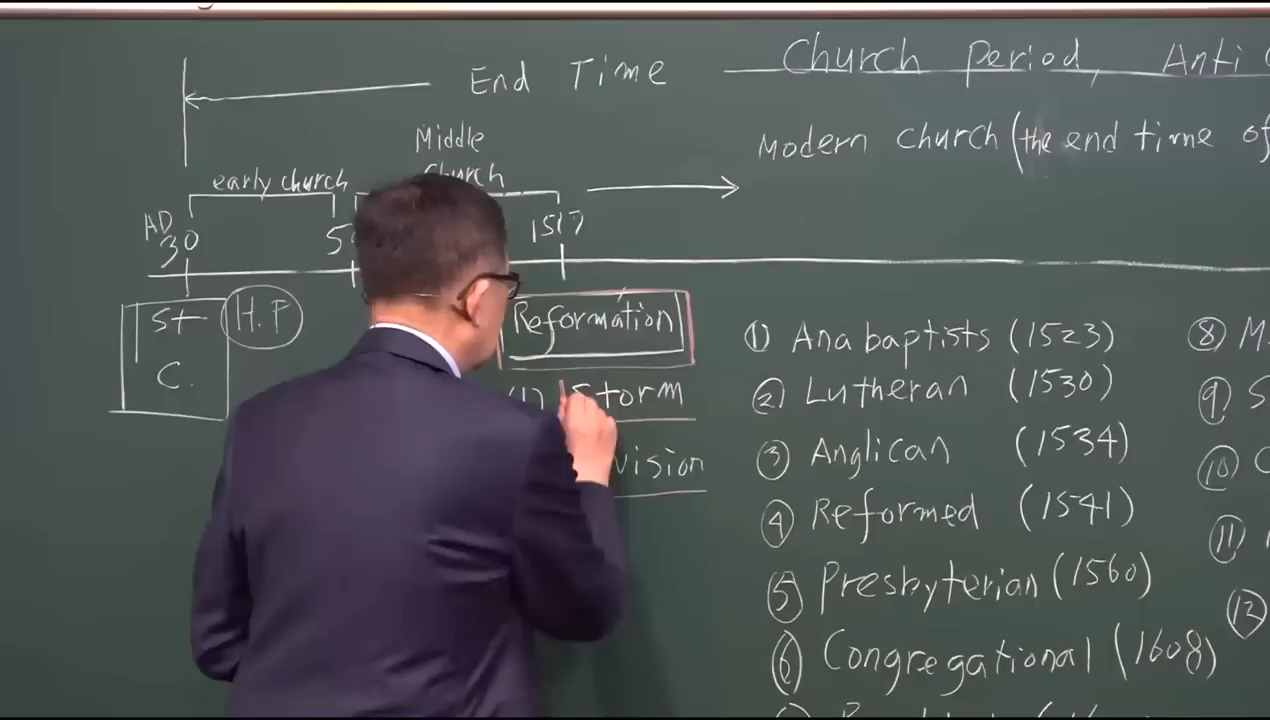 End Time
Church Period, Anti
Middle
Church
Modern church (the end time of
early church
AD
30
1517
St
C.
H.P
Reformation
(1) Storm
vision
① Anabaptists (1523)
② Lutheran (1530)
③ Anglican (1534)
④ Reformed (1541)
⑤ Presbyterian (1560)
⑥ Congregational (1608)
⑧ M
⑨ S
⑩ C
⑪
⑫